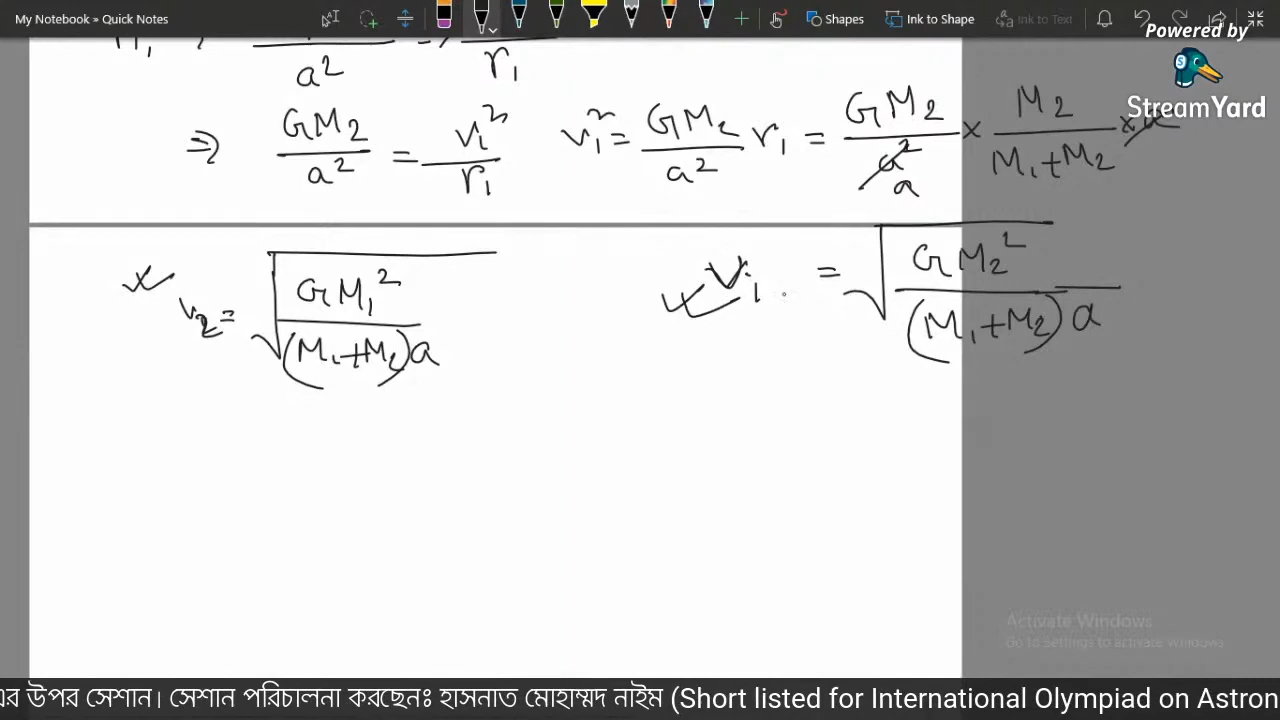 My Notebook » Quick Notes
Shapes
Ink to Shape
Ink to Text
Powered by
StreamYard
a² r₁
⇒ GM₂/a² = v₁²/r₁ v₁² = GM₂/a² r₁ = GM₂/a² a × M₂/M₁+M₂ × a
v₂ = √GM₁²/(M₁+M₂)a
v₁ = √GM₂²/(M₁+M₂)a
Activate Windows
Go to Settings to activate Windows
এর উপর সেশান। সেশান পরিচালনা করছেনঃ হাসনাত মোহাম্মদ নাইম (Short listed for International Olympiad on Astron